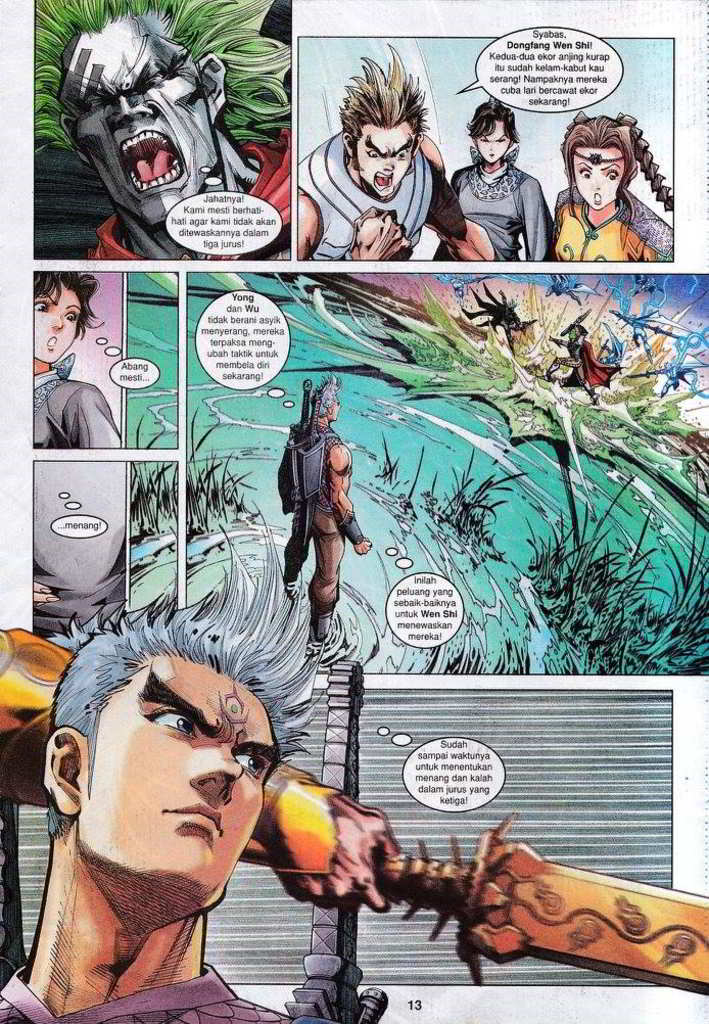 Jahatnya!
Kami mesti berhati-
hati agar kami tidak akan
ditewaskannya dalam
tiga jurus!
Syabas,
Dongfang Wen Shi!
Kedua-dua ekor anjing kurap
itu sudah kelam-kabut kau
serang! Nampaknya mereka
cuba lari bercawat ekor
sekarang!
Abang
mesti...
...menang!
Yong
dan Wu
tidak berani asyik
menyerang, mereka
terpaksa meng-
ubah taktik untuk
membela diri
sekarang!
Inilah
peluang yang
sebaik-baiknya
untuk Wen Shi
menewaskan
mereka!
Sudah
sampai waktunya
untuk menentukan
menang dan kalah
dalam jurus yang
ketiga!
13